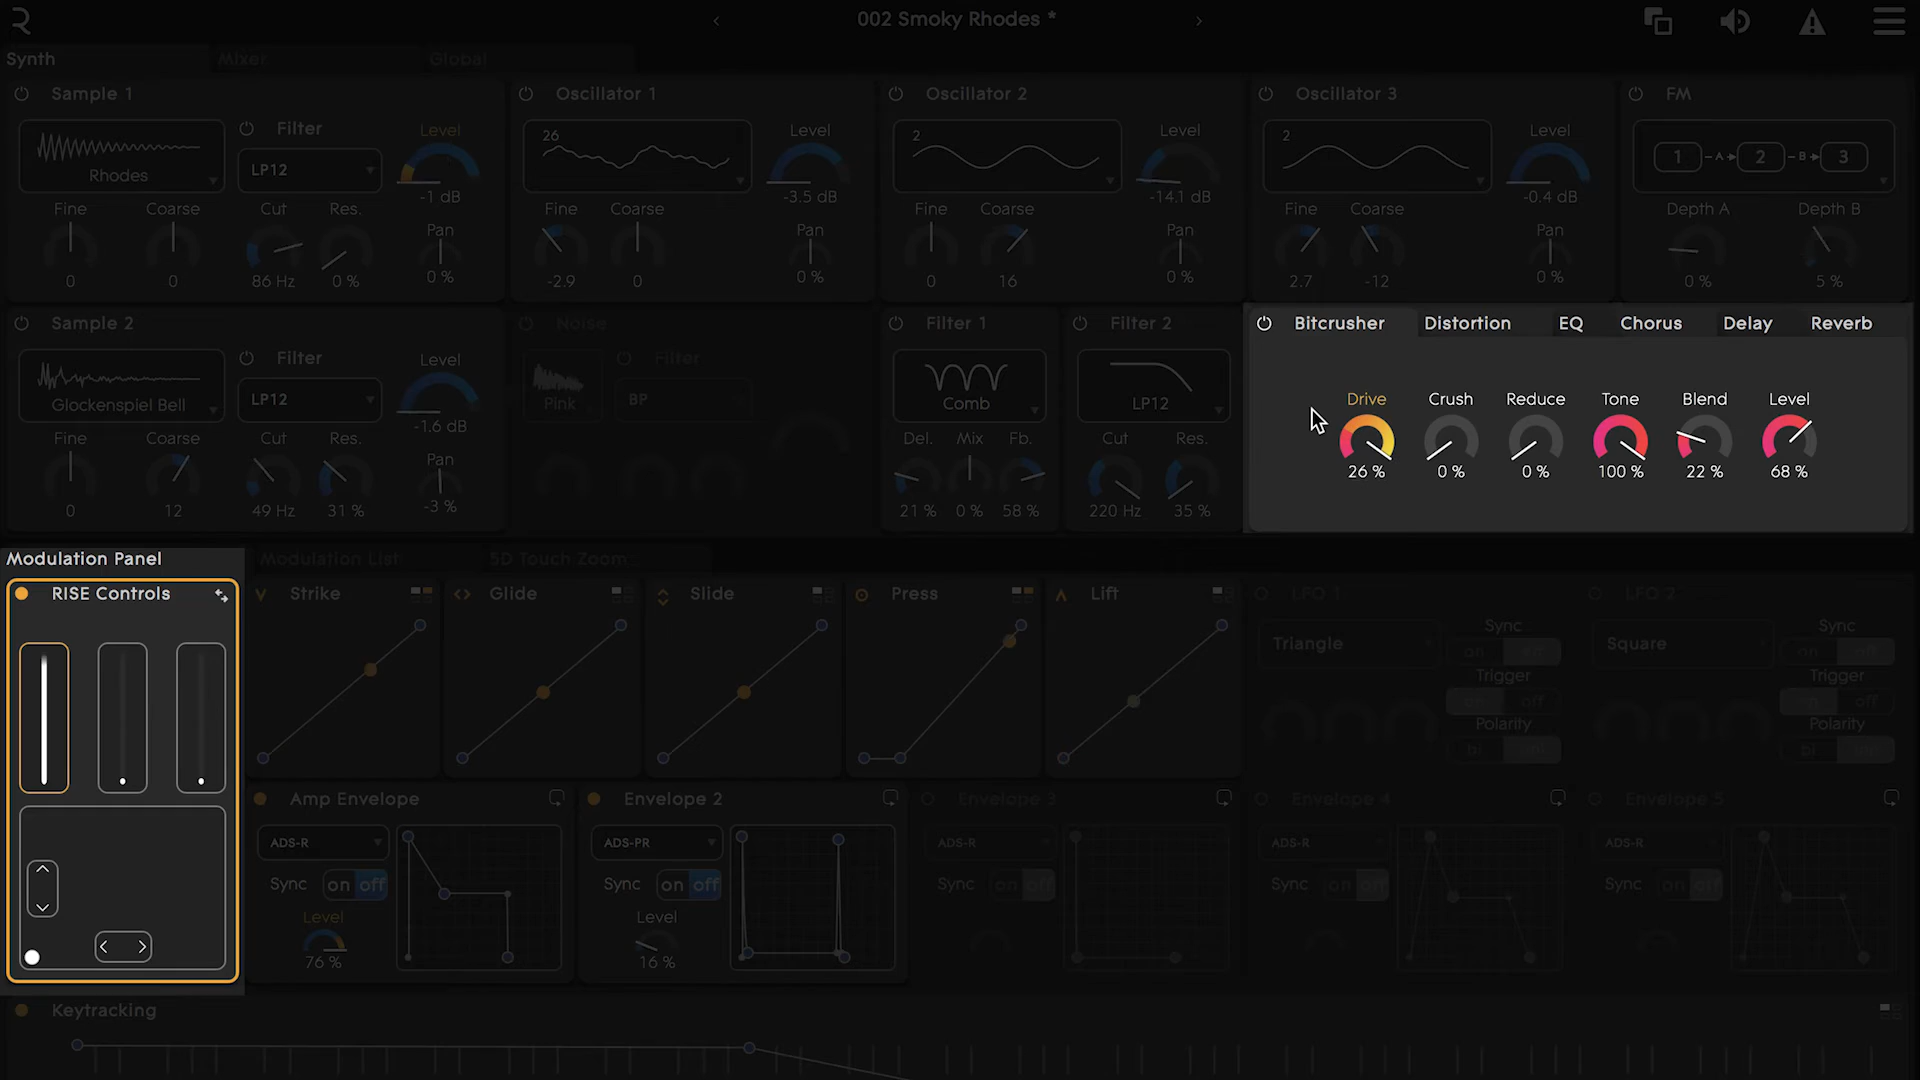 002 Smoky Rhodes *
Synth
Mixer
Global
Sample 1
Rhodes
Filter
LP12
Level
-1 dB
Fine
Coarse
Cut
Res.
Pan
0
0
86 Hz
0 %
0 %
Oscillator 1
26
Level
-3.5 dB
Fine
Coarse
Pan
-2.9
0
0 %
Oscillator 2
2
Level
-14.1 dB
Fine
Coarse
Pan
0
16
0 %
Oscillator 3
2
Level
-0.4 dB
Fine
Coarse
Pan
2.7
-12
0 %
FM
1 -A- 2 -B- 3
Depth A
Depth B
0 %
5 %
Sample 2
Glockenspiel Bell
Filter
LP12
Level
-1.6 dB
Fine
Coarse
Cut
Res.
Pan
0
12
49 Hz
31 %
-3 %
Noise
Pink
Filter
BP
Filter 1
Comb
Del.
Mix
Fb.
21 %
0 %
58 %
Filter 2
LP12
Cut
Res.
220 Hz
35 %
Bitcrusher
Distortion
EQ
Chorus
Delay
Reverb
Drive
Crush
Reduce
Tone
Blend
Level
26 %
0 %
0 %
100 %
22 %
68 %
Modulation Panel
Modulation List
5D Touch Zoom
RISE Controls
Strike
Glide
Slide
Press
Lift
LFO 1
Triangle
Sync
on
Trigger
off
Polarity
bi
LFO 2
Square
Sync
on off
Trigger
off
Polarity
bi
Amp Envelope
ADS-R
Sync
on off
Level
76 %
Envelope 2
ADS-PR
Sync
on off
Level
16 %
Envelope 3
ADS-R
Sync
on off
Envelope 4
ADS-R
Sync
on off
Envelope 5
ADS-R
Sync
on off
Keytracking